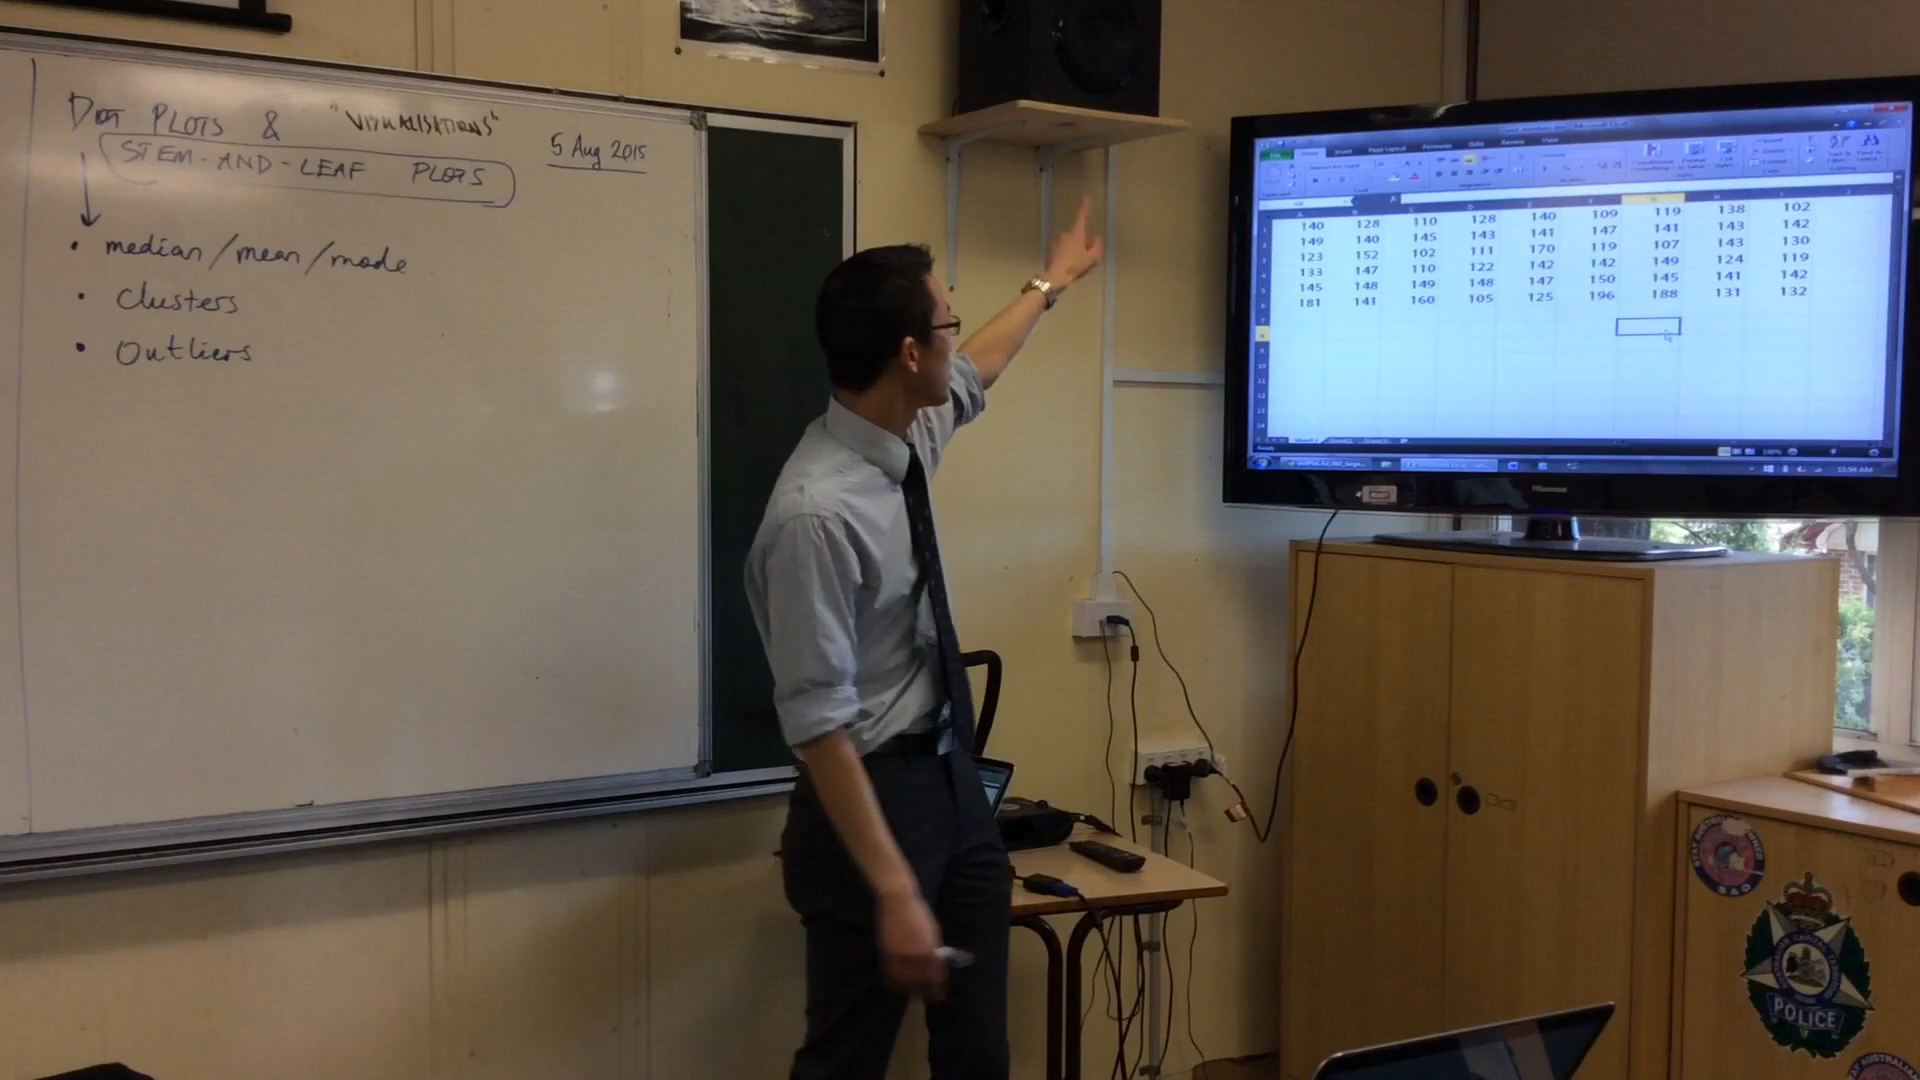 DOT PLOTS & "VISUALISATIONS"
STEM-AND-LEAF PLOTS
5 Aug 2015
• median/mean/mode
• Clusters
• Outliers
140 128 110 128 140 109 119 138 102
149 140 145 143 141 147 141 143 142
123 152 102 111 170 119 107 143 130
133 147 110 122 142 142 149 124 119
145 148 149 148 147 150 145 141 142
181 141 160 105 125 196 188 131 132
Hisense
POLICE